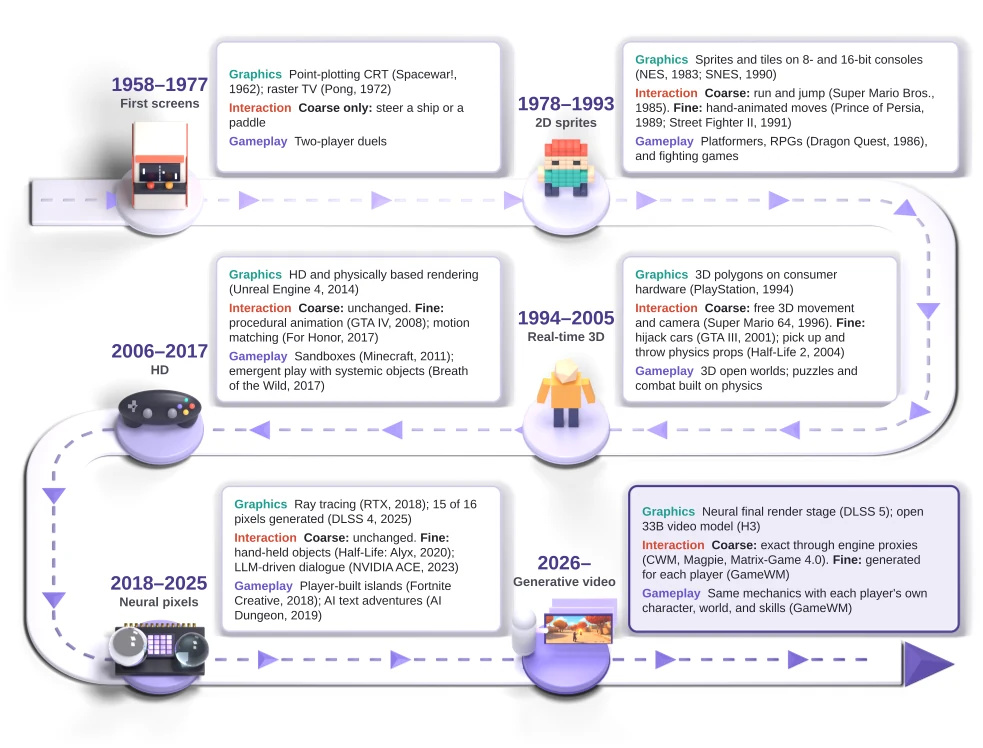 1958–1977
First screens
Graphics Point-plotting CRT (Spacewar!,
1962); raster TV (Pong, 1972)
Interaction Coarse only: steer a ship or a
paddle
Gameplay Two-player duels
1978–1993
2D sprites
Graphics Sprites and tiles on 8- and 16-bit consoles
(NES, 1983; SNES, 1990)
Interaction Coarse: run and jump (Super Mario Bros.,
1985). Fine: hand-animated moves (Prince of Persia,
1989; Street Fighter II, 1991)
Gameplay Platformers, RPGs (Dragon Quest, 1986),
and fighting games
1994–2005
Real-time 3D
Graphics 3D polygons on consumer
hardware (PlayStation, 1994)
Interaction Coarse: free 3D movement
and camera (Super Mario 64, 1996). Fine:
hijack cars (GTA III, 2001); pick up and
throw physics props (Half-Life 2, 2004)
Gameplay 3D open worlds; puzzles and
combat built on physics
2006–2017
HD
Graphics HD and physically based rendering
(Unreal Engine 4, 2014)
Interaction Coarse: unchanged. Fine:
procedural animation (GTA IV, 2008); motion
matching (For Honor, 2017)
Gameplay Sandboxes (Minecraft, 2011);
emergent play with systemic objects (Breath
of the Wild, 2017)
2018–2025
Neural pixels
Graphics Ray tracing (RTX, 2018); 15 of 16
pixels generated (DLSS 4, 2025)
Interaction Coarse: unchanged. Fine:
hand-held objects (Half-Life: Alyx, 2020);
LLM-driven dialogue (NVIDIA ACE, 2023)
Gameplay Player-built islands (Fortnite
Creative, 2018); AI text adventures (AI
Dungeon, 2019)
2026–
Generative video
Graphics Neural final render stage (DLSS 5); open
33B video model (H3)
Interaction Coarse: exact through engine proxies
(CWM, Magpie, Matrix-Game 4.0). Fine: generated
for each player (GameWM)
Gameplay Same mechanics with each player's own
character, world, and skills (GameWM)